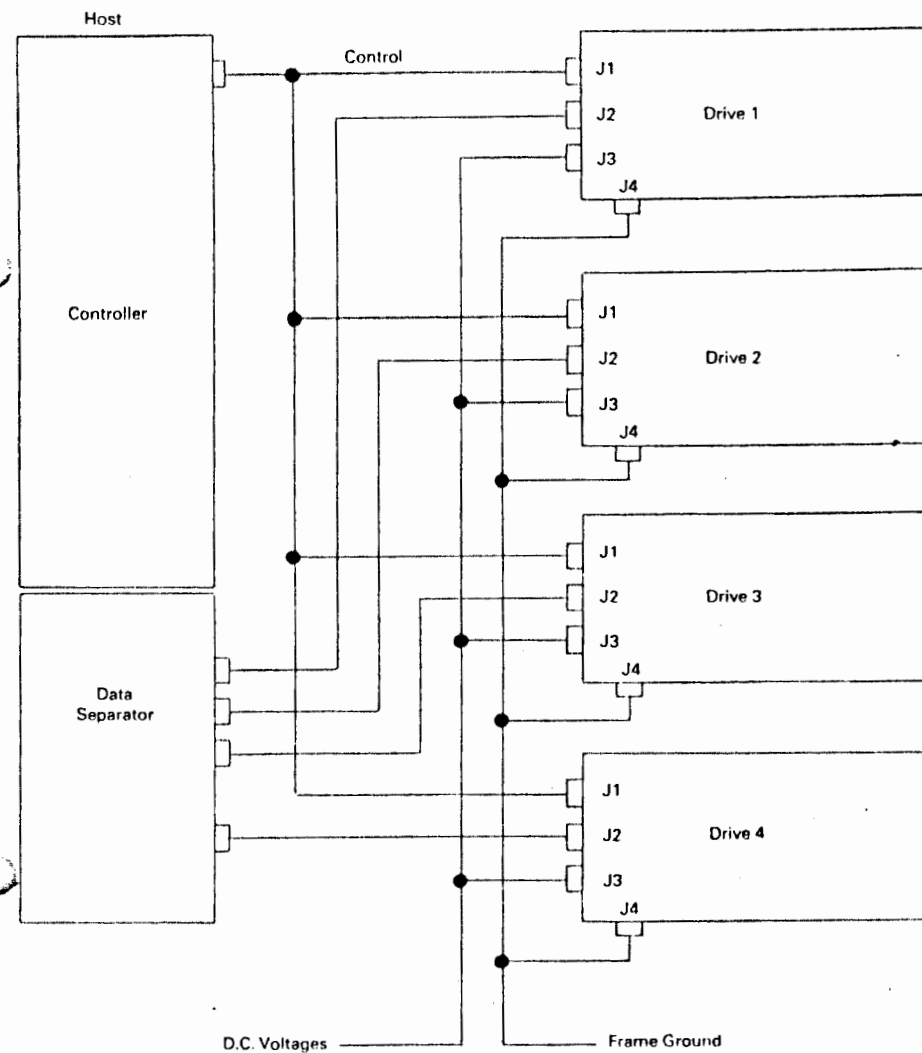 Host
Control
Controller
Data
Separator
J1
J2
J3
J4
Drive 1
J1
J2
J3
J4
Drive 2
J1
J2
J3
J4
Drive 3
J1
J2
J3
J4
Drive 4
D.C. Voltages
Frame Ground